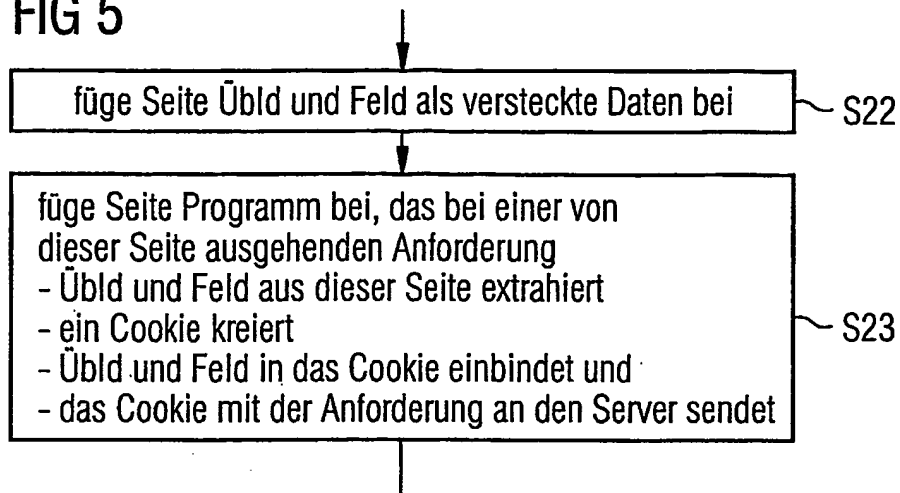 FIG 5
füge Seite ÜbId und Feld als versteckte Daten bei
S22
füge Seite Programm bei, das bei einer von
dieser Seite ausgehenden Anforderung
- ÜbId und Feld aus dieser Seite extrahiert
- ein Cookie kreiert
- ÜbId und Feld in das Cookie einbindet und
- das Cookie mit der Anforderung an den Server sendet
S23